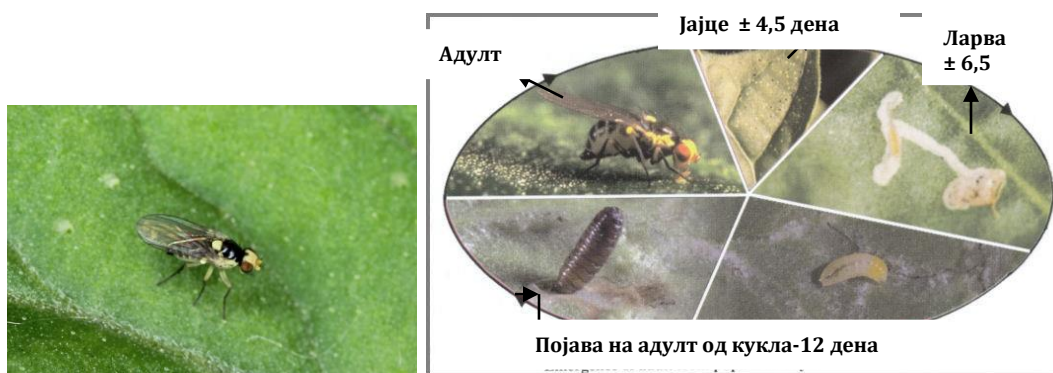 Јајце ± 4,5 дена
Адулт
Ларва
± 6,5
Појава на адулт од кукла-12 дена